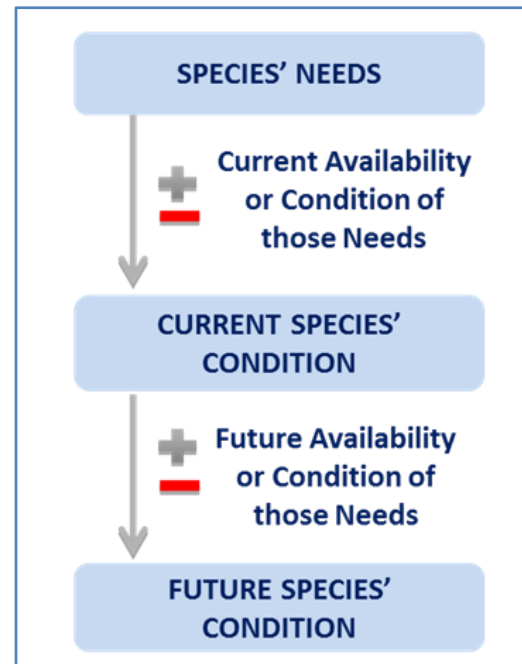 SPECIES’ NEEDS
Current Availability
or Condition of
those Needs
CURRENT SPECIES’
CONDITION
Future Availability
or Condition of
those Needs
FUTURE SPECIES’
CONDITION